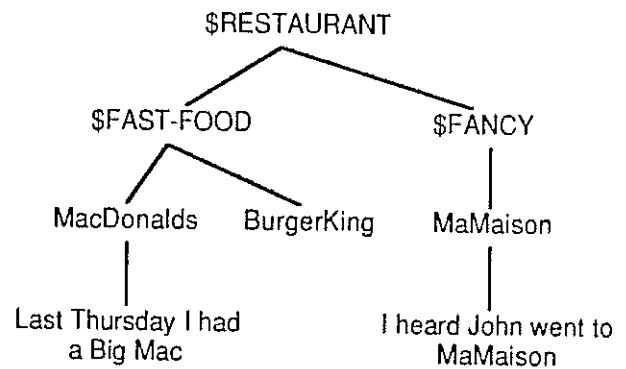 $RESTAURANT
$FAST-FOOD
$FANCY
MacDonalds
BurgerKing
MaMaison
Last Thursday I had
a Big Mac
I heard John went to
MaMaison